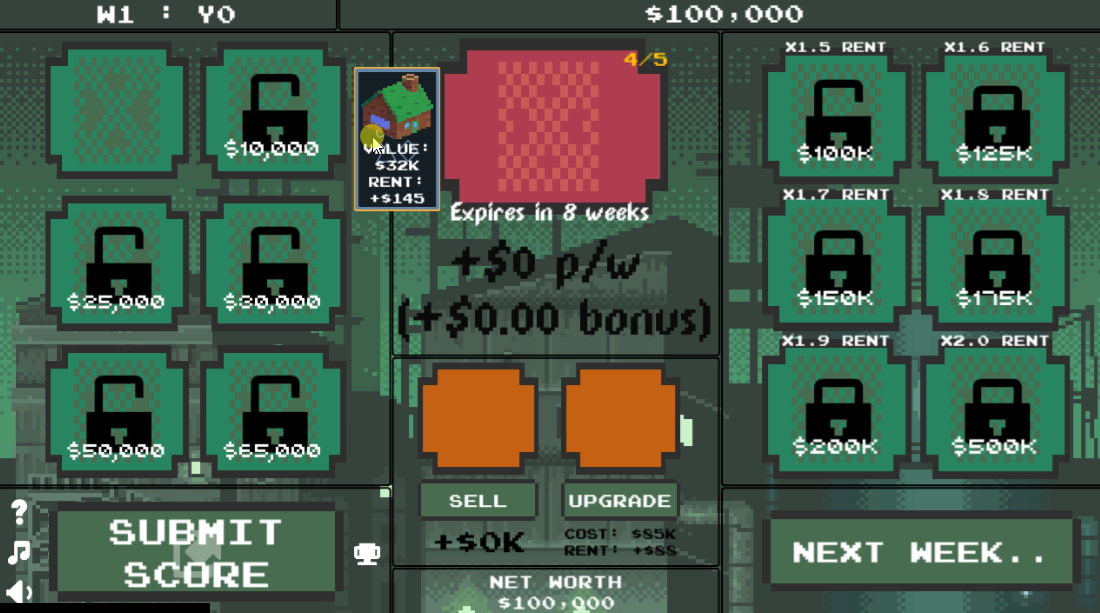 W1 : Y0
$100,000
$10,000
$25,000
$30,000
$50,000
$65,000
VALUE:
$32K
RENT:
+$145
4/5
Expires in 8 weeks
+$0 p/w
(+$0.00 bonus)
SELL
UPGRADE
+$0K
COST: $85K
RENT: +$88
NET WORTH
$100,000
X1.5 RENT
X1.6 RENT
$100K
$125K
X1.7 RENT
X1.8 RENT
$150K
$175K
X1.9 RENT
X2.0 RENT
$200K
$500K
?
SUBMIT
SCORE
NEXT WEEK..